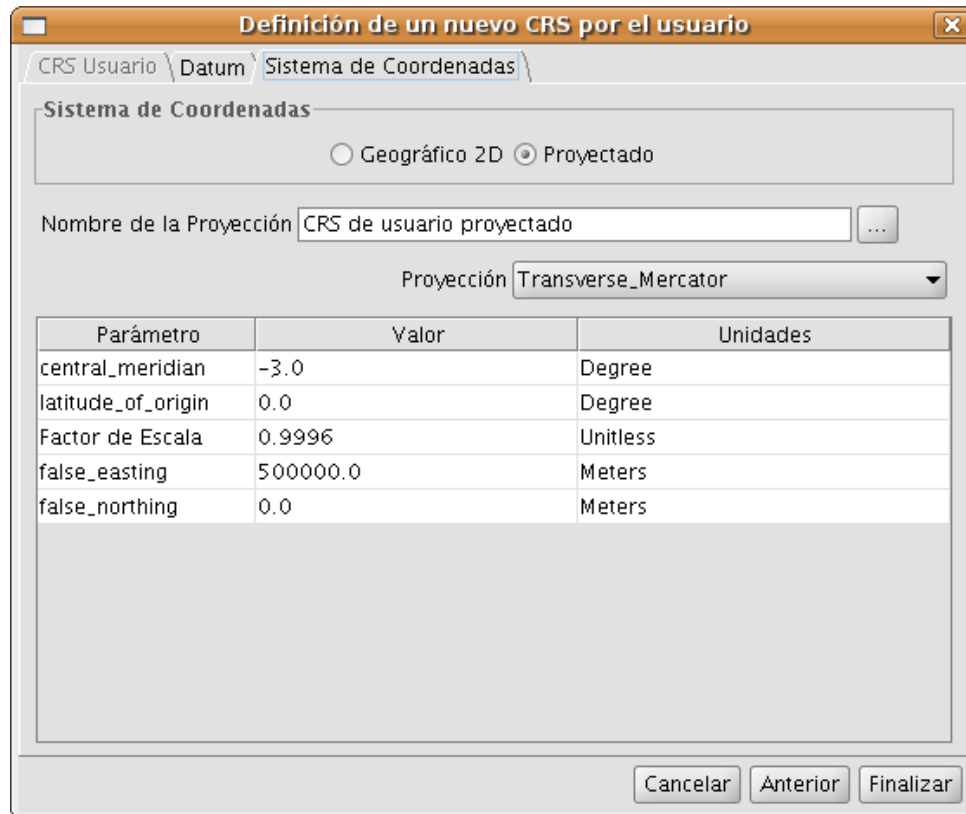 Definición de un nuevo CRS por el usuario
CRS Usuario Datum Sistema de Coordenadas
Sistema de Coordenadas
Geográfico 2D Proyectado
Nombre de la Proyección CRS de usuario proyectado ...
Proyección Transverse_Mercator
Parámetro Valor Unidades
central_meridian -3.0 Degree
latitude_of_origin 0.0 Degree
Factor de Escala 0.9996 Unitless
false_easting 500000.0 Meters
false_northing 0.0 Meters
Cancelar Anterior Finalizar